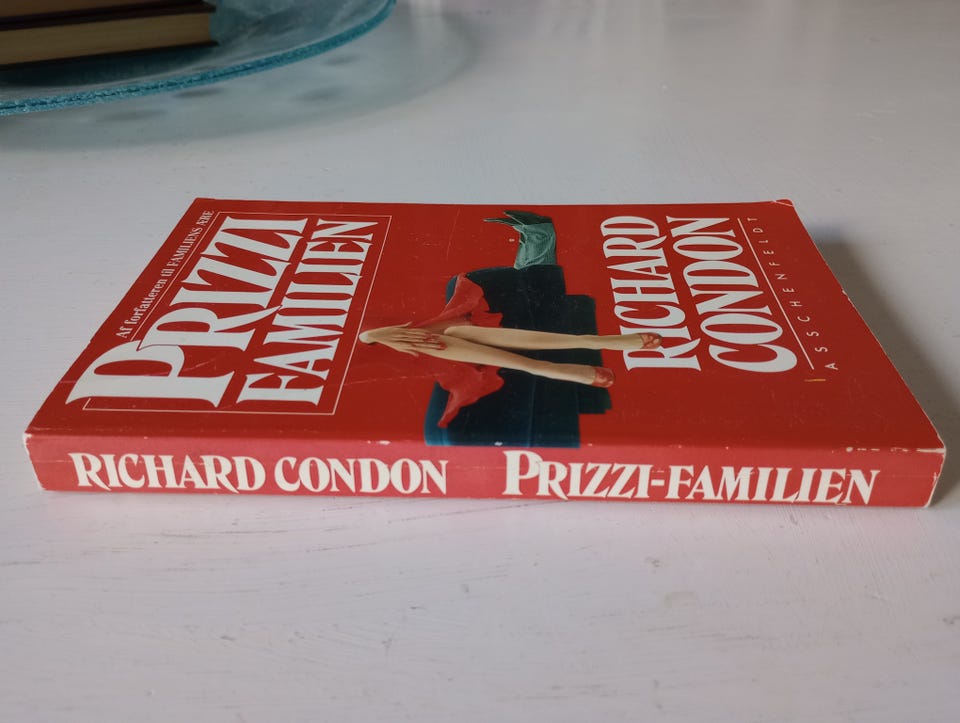 Af forfatteren til FAMILIENS ÆRE
PRIZZI
FAMILIEN
RICHARD
CONDON
ASSCHENFELDT
RICHARD CONDON PRIZZI-FAMILIEN